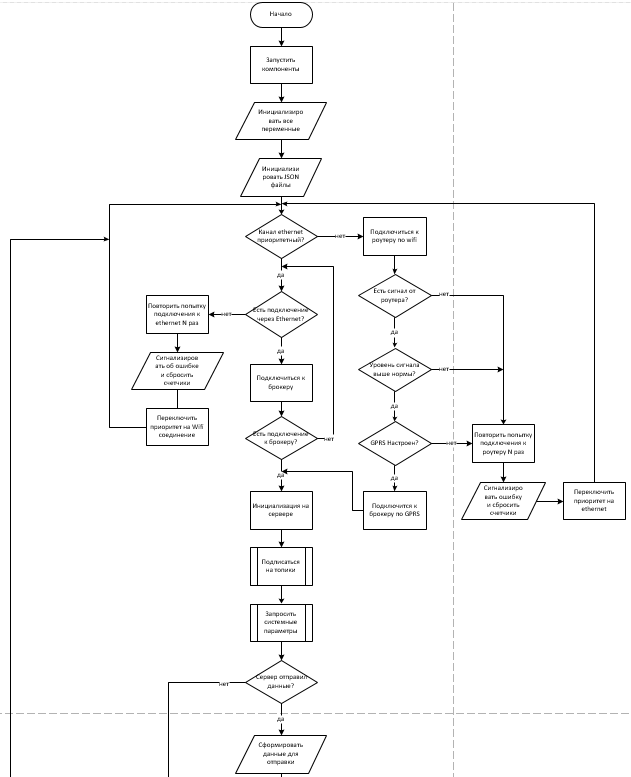 Начало
Запустить
компоненты
Инициализиро
вать все
переменные
Инициализи
ровать JSON
файлы
Канал ethernet
приоритетный?
нет
Подключиться к
роутеру по wifi
да
Есть сигнал от
роутера?
нет
Повторить попытку
подключения к
ethernet N раз
нет
Есть подключение
через Ethernet?
да
да
Сигнализиров
ать об ошибке
и сбросить
счетчики
Подключиться к
брокеру
Уровень сигнала
выше нормы?
нет
да
Переключить
приоритет на Wifi
соединение
Есть подключение
к брокеру?
нет
GPRS Настроен?
нет
Повторить попытку
подключения к
роутеру N раз
да
да
Инициализация на
сервере
Подключится к
брокеру по GPRS
Сигнализиро
вать ошибку
и сбросить
счетчики
Переключить
приоритет на
ethernet
Подписаться
на топики
Запросить
системные
параметры
Сервер отправил
данные?
нет
да
Сформировать
данные для
отправки